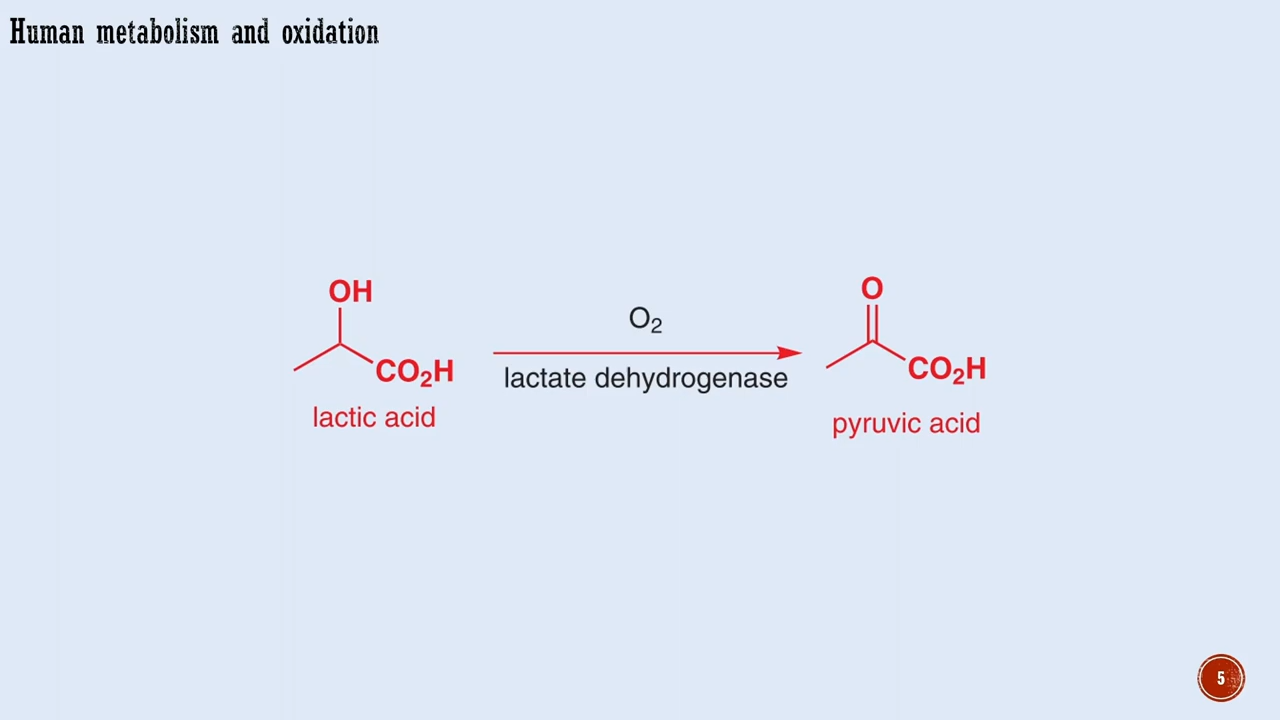 Human metabolism and oxidation
OH
CO₂H
lactic acid
O₂
lactate dehydrogenase
O
CO₂H
pyruvic acid
5